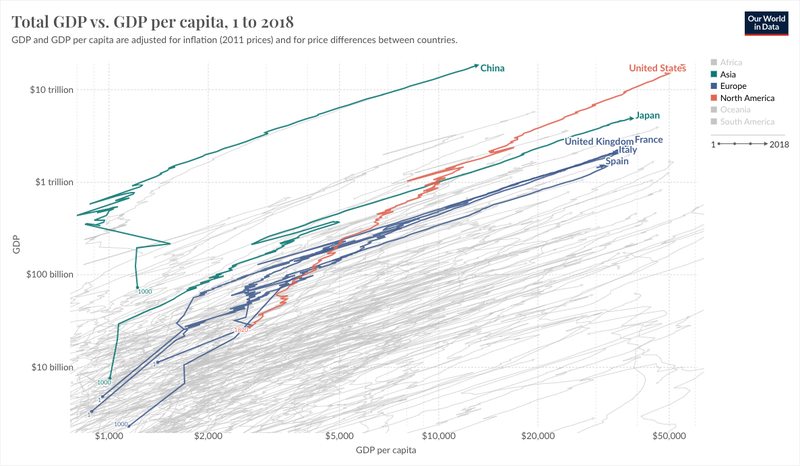 Total GDP vs. GDP per capita, 1 to 2018
Our World
in Data
GDP and GDP per capita are adjusted for inflation (2011 prices) and for price differences between countries.
Africa
Asia
Europe
North America
Oceania
South America
1
2018
GDP
$10 trillion
$1 trillion
$100 billion
$10 billion
China
United States
Japan
United Kingdom
France
Italy
Spain
1000
1820
1000
1
1
1000
$1,000
$2,000
$5,000
$10,000
$20,000
$50,000
GDP per capita